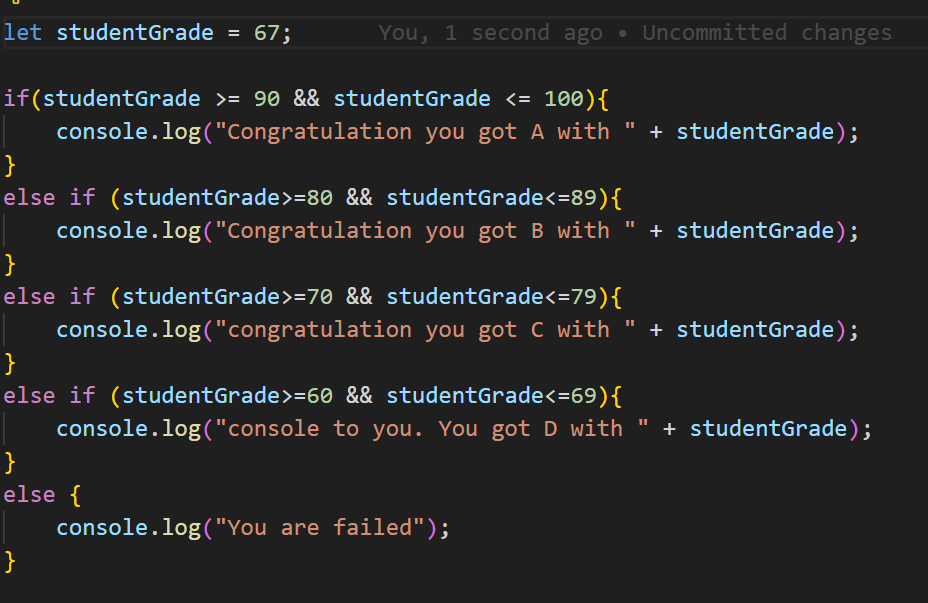 let studentGrade = 67; You, 1 second ago • Uncommitted changes
if(studentGrade >= 90 && studentGrade <= 100){
console.log("Congratulation you got A with " + studentGrade);
}
else if (studentGrade>=80 && studentGrade<=89){
console.log("Congratulation you got B with " + studentGrade);
}
else if (studentGrade>=70 && studentGrade<=79){
console.log("congratulation you got C with " + studentGrade);
}
else if (studentGrade>=60 && studentGrade<=69){
console.log("console to you. You got D with " + studentGrade);
}
else {
console.log("You are failed");
}